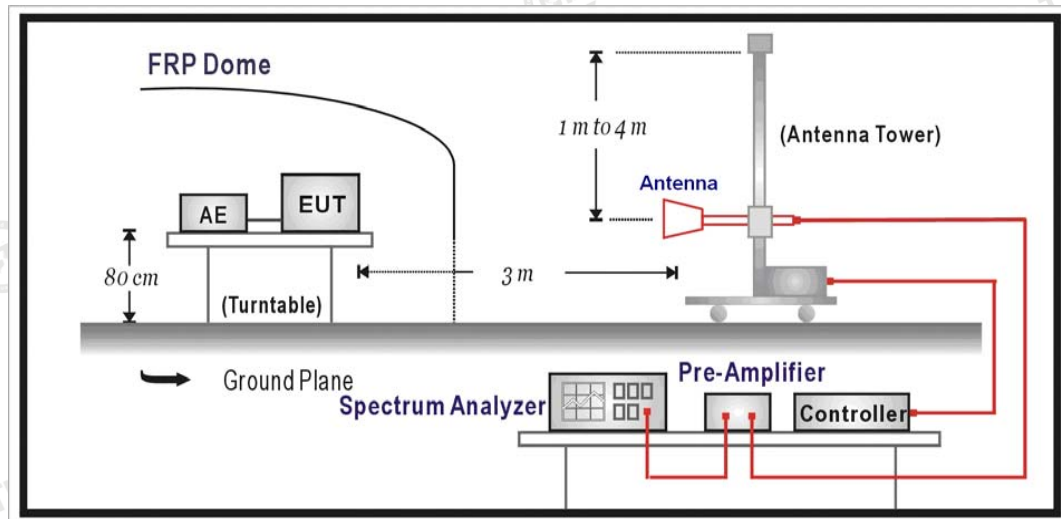 FRP Dome
1 m to 4 m
(Antenna Tower)
Antenna
AE
EUT
80 cm
3 m
(Turntable)
Ground Plane
Pre-Amplifier
Spectrum Analyzer
Controller